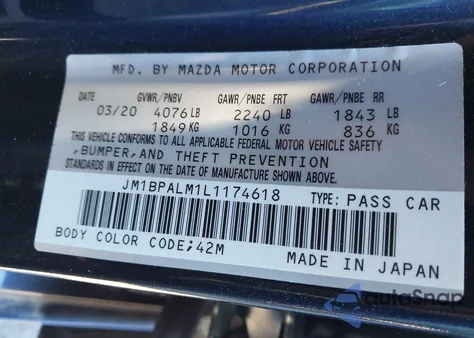 MFD. BY MAZDA MOTOR CORPORATION
DATE GVWR/PNBV GAWR/PNBE FRT GAWR/PNBE RR
03/20 4076 LB 2240 LB 1843 LB
1849 KG 1016 KG 836 KG
THIS VEHICLE CONFORMS TO ALL APPLICABLE FEDERAL MOTOR VEHICLE SAFETY
,BUMPER,AND THEFT PREVENTION
STANDARDS IN EFFECT ON THE DATE OF MANUFACTURE SHOWN ABOVE.
JM1BPALM1L1174618 TYPE: PASS CAR
BODY COLOR CODE;42M
MADE IN JAPAN
autoSnap